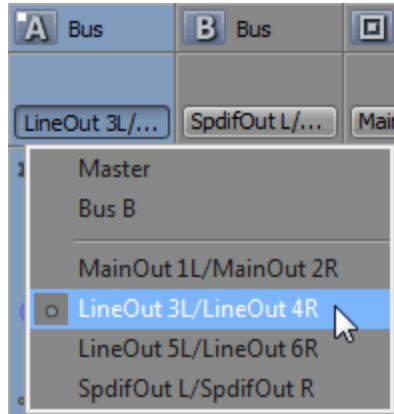 A Bus B Bus
LineOut 3L/... SpdifOut L/... Mai
Master
Bus B
MainOut 1L/MainOut 2R
LineOut 3L/LineOut 4R
LineOut 5L/LineOut 6R
SpdifOut L/SpdifOut R